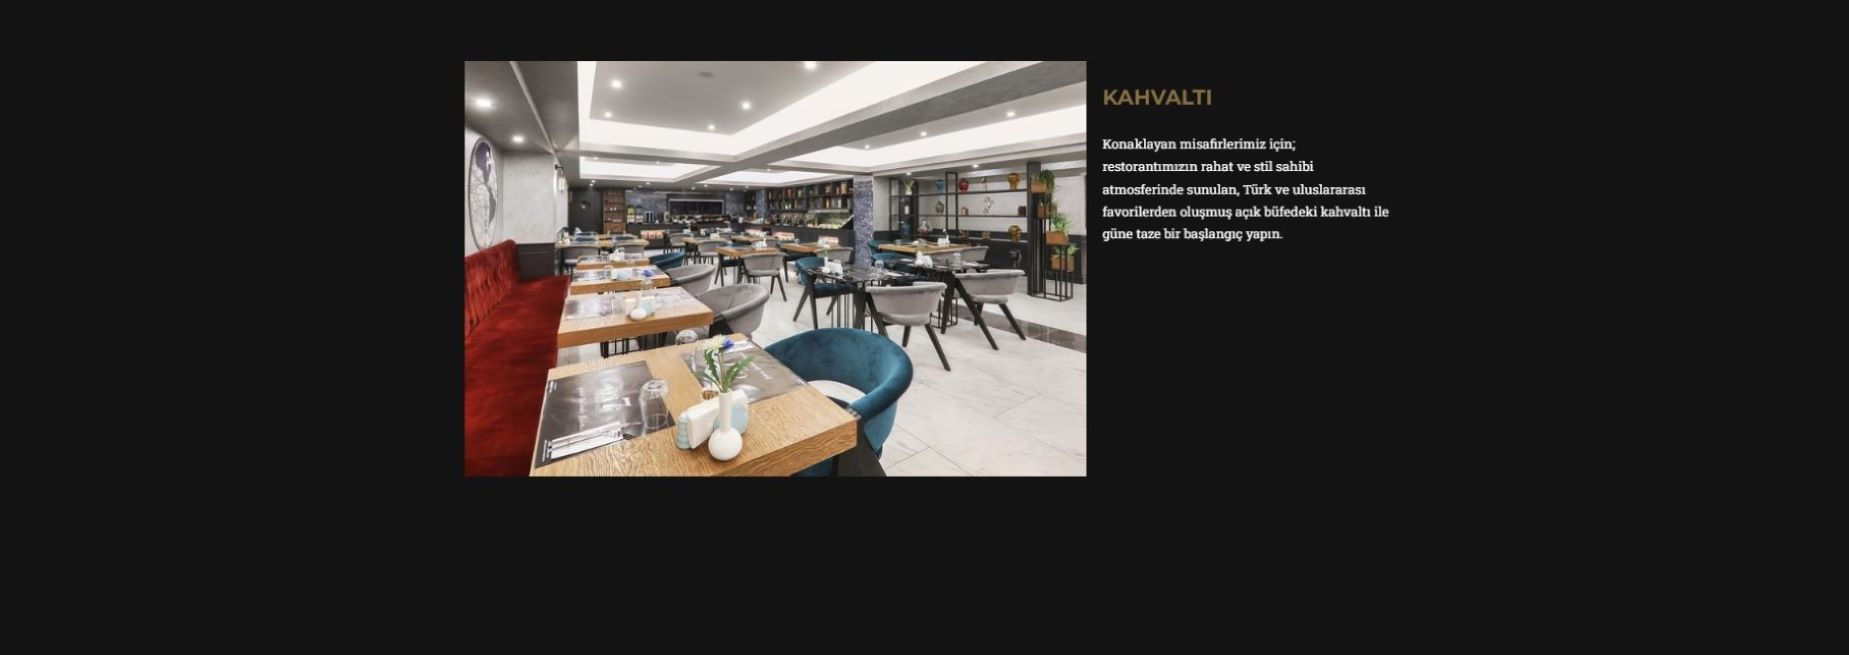 KAHVALTI
Konaklayan misafirlerimiz için;
restorantımızın rahat ve stil sahibi
atmosferinde sunulan, Türk ve uluslararası
favorilerden oluşmuş açık büfedeki kahvaltı ile
güne taze bir başlangıç yapın.